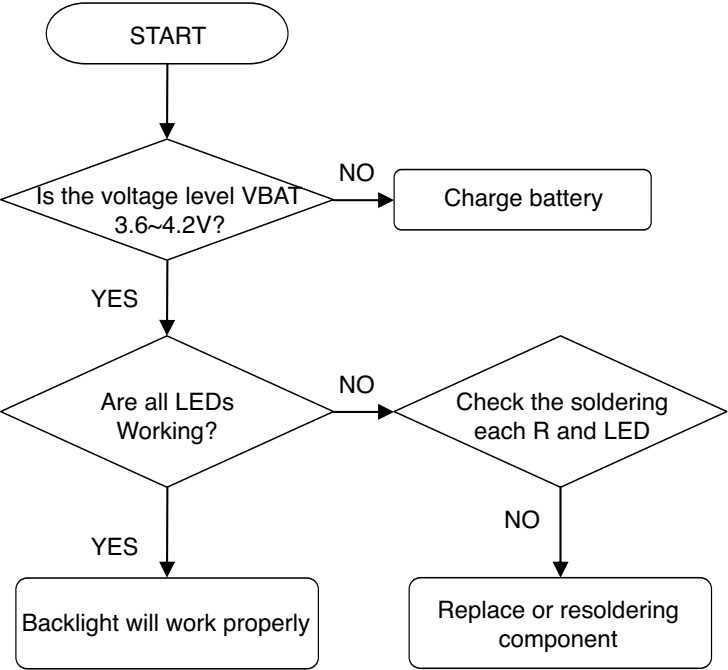 START
Is the voltage level VBAT
3.6~4.2V?
NO
Charge battery
YES
Are all LEDs
Working?
NO
Check the soldering
each R and LED
YES
NO
Backlight will work properly
Replace or resoldering
component